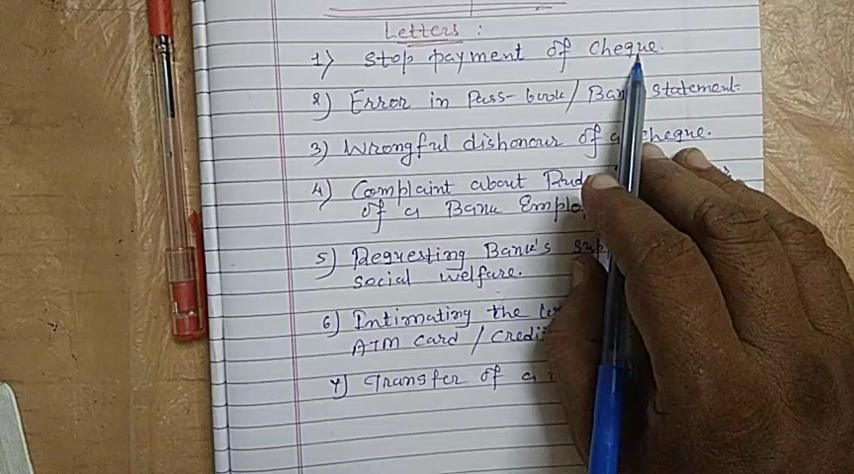 Letters :
1) Stop payment of cheque.
2) Error in Pass-book / Bank statement
3) Wrongful dishonour of a cheque.
4) Complaint about
of a Bank
5) Requesting Bank's
social welfare.
6) Intimating the
ATM card /
7) Transfer of a